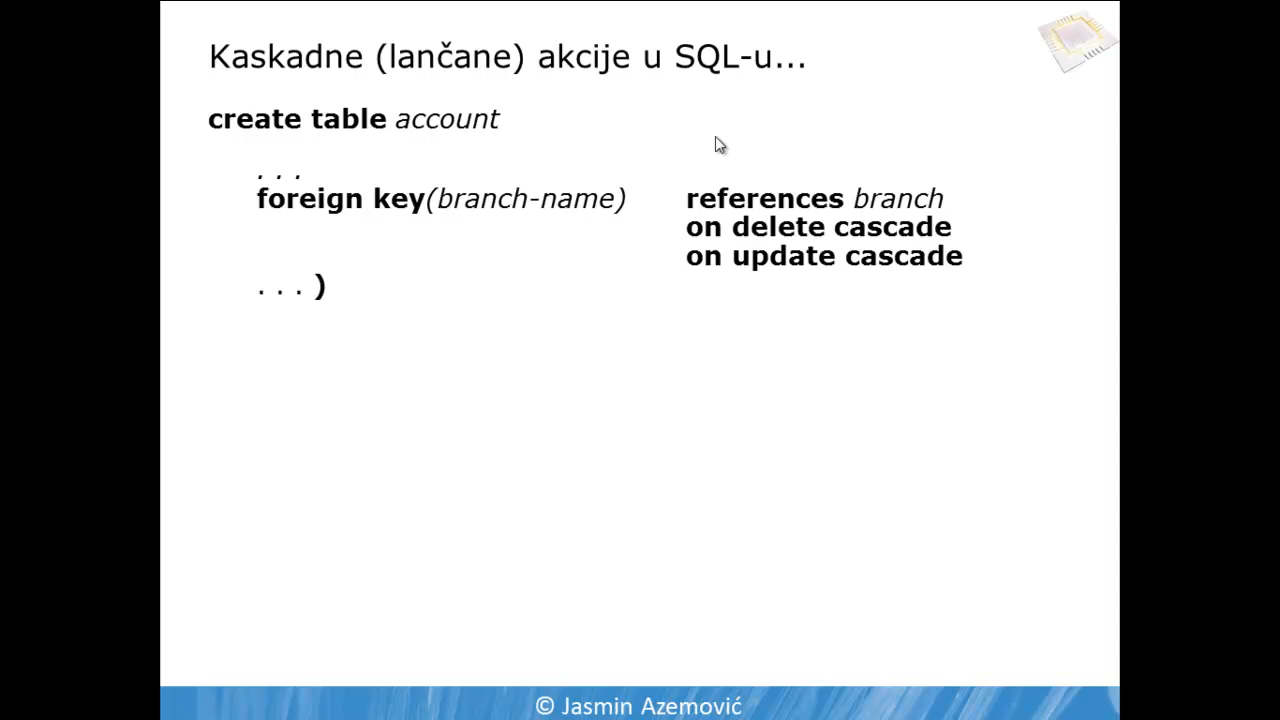 Kaskadne (lančane) akcije u SQL-u...
create table account
. . .
foreign key(branch-name) references branch
on delete cascade
on update cascade
. . . )
© Jasmin Azemović